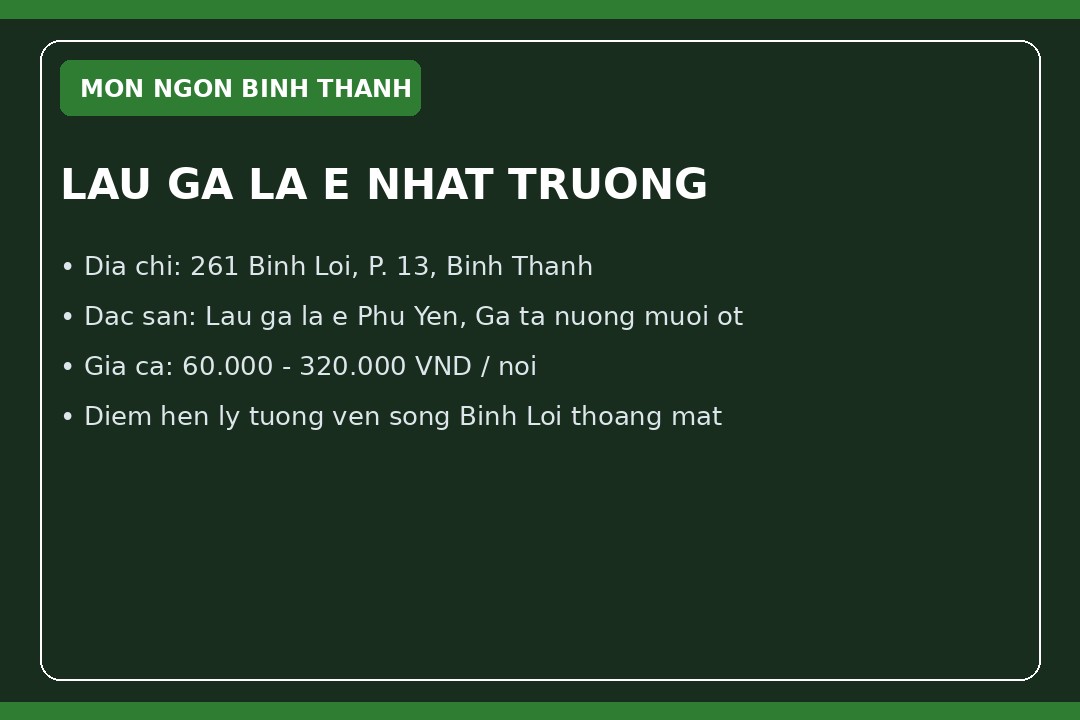 MON NGON BINH THANH
LAU GA LA E NHAT TRUONG
• Dia chi: 261 Binh Loi, P. 13, Binh Thanh
• Dac san: Lau ga la e Phu Yen, Ga ta nuong muoi ot
• Gia ca: 60.000 - 320.000 VND / noi
• Diem hen ly tuong ven song Binh Loi thoang mat